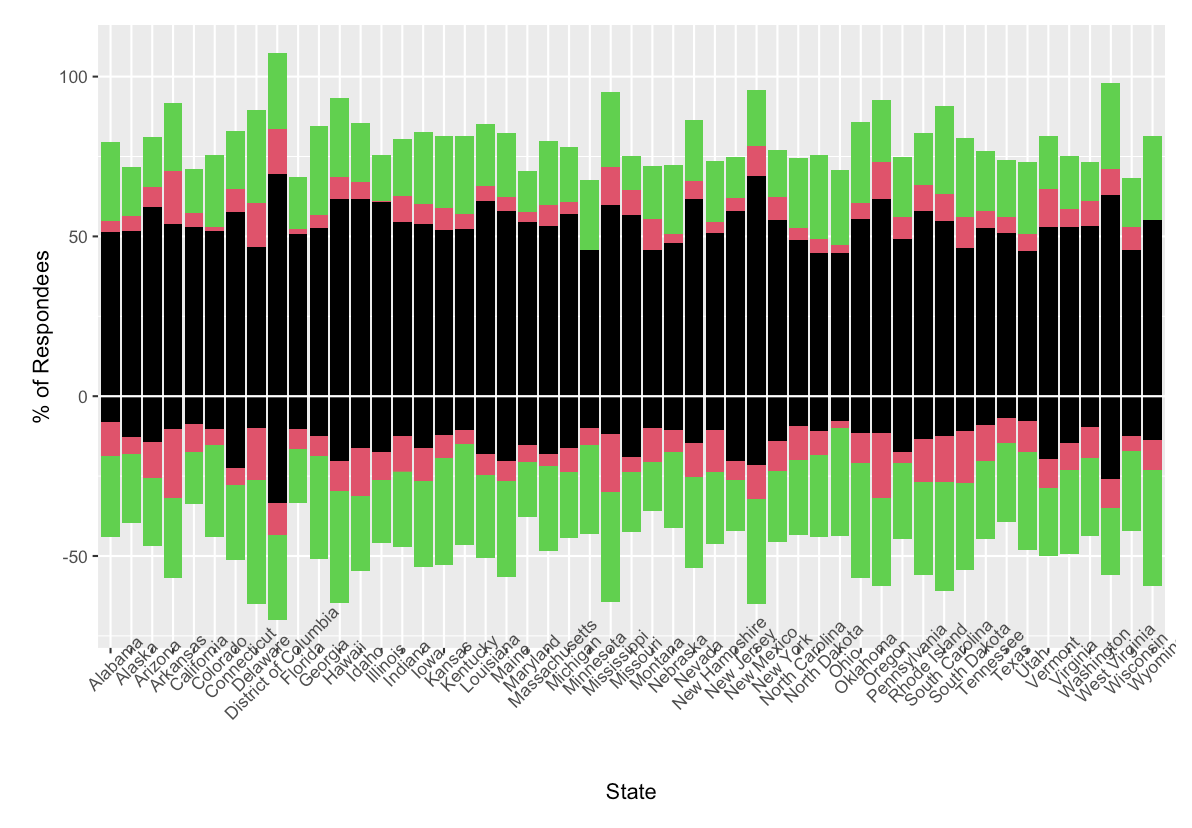 % of Respondees
100
50
0
-50
Alabama
Alaska
Arizona
Arkansas
California
Colorado
Connecticut
Delaware
District of Columbia
Florida
Georgia
Hawaii
Idaho
Illinois
Indiana
Iowa
Kansas
Kentucky
Louisiana
Maine
Maryland
Massachusetts
Michigan
Minnesota
Mississippi
Missouri
Montana
Nebraska
Nevada
New Hampshire
New Jersey
New Mexico
New York
North Carolina
North Dakota
Ohio
Oklahoma
Oregon
Pennsylvania
Rhode Island
South Carolina
South Dakota
Tennessee
Texas
Utah
Vermont
Virginia
Washington
West Virginia
Wisconsin
Wyomin
State